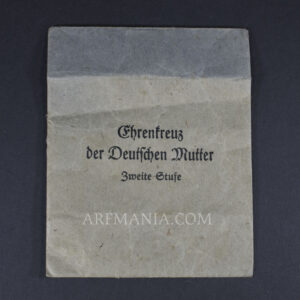 Ehrenkreuz
der Deutschen Mutter
Zweite Stufe
ARFMANIA.COM